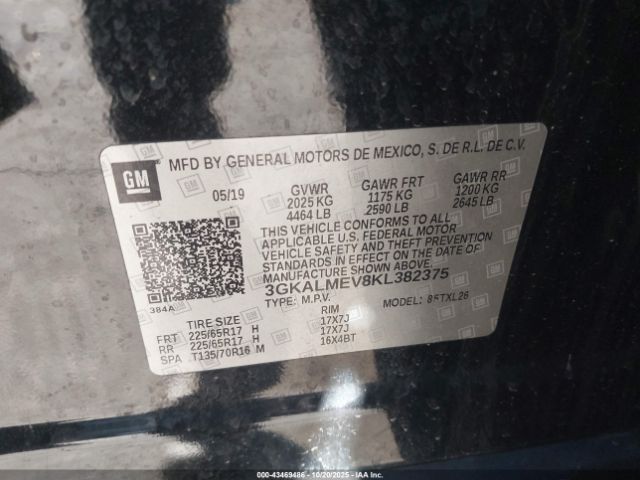 GM
MFD BY GENERAL MOTORS DE MEXICO, S. DE R.L. DE C.V.
05/19 GVWR GAWR FRT GAWR RR
2025 KG 1175 KG 1200 KG
4464 LB 2590 LB 2645 LB
THIS VEHICLE CONFORMS TO ALL
APPLICABLE U.S. FEDERAL MOTOR
VEHICLE SAFETY AND THEFT PREVENTION
STANDARDS IN EFFECT ON THE DATE OF
MANUFACTURE SHOWN ABOVE.
3GKALMEV8KL382375
384A
TYPE: M.P.V. MODEL:
TIRE SIZE RIM
FRT 225/65R17 H 17X7J
RR 225/65R17 H 17X7J
SPA T135/70R16 M 16X4BT
000-43469486 - 10/20/2025 - IAAI.COM